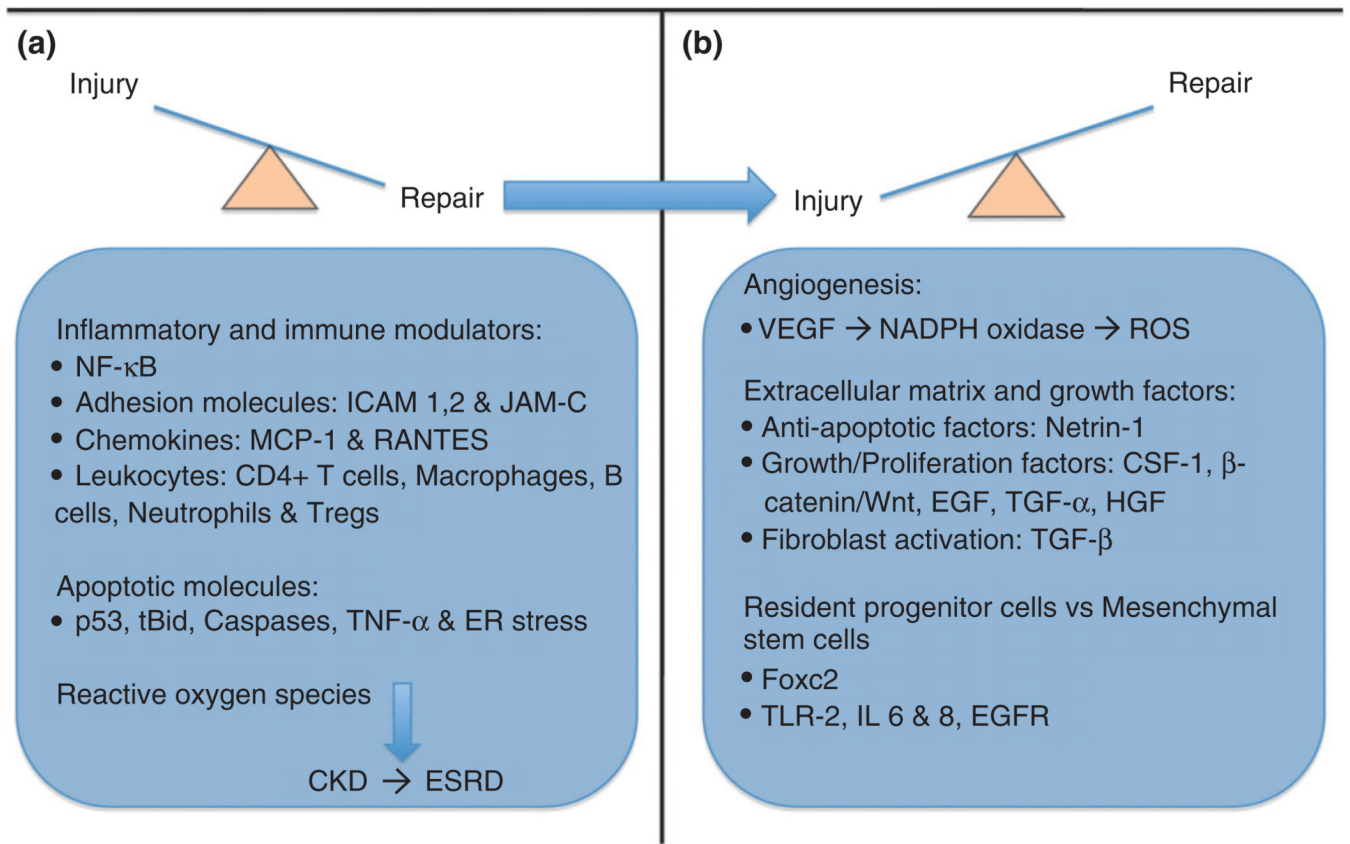 (a)
Injury
Repair
Inflammatory and immune modulators:
• NF-κB
• Adhesion molecules: ICAM 1,2 & JAM-C
• Chemokines: MCP-1 & RANTES
• Leukocytes: CD4+ T cells, Macrophages, B
cells, Neutrophils & Tregs
Apoptotic molecules:
• p53, tBid, Caspases, TNF-α & ER stress
Reactive oxygen species
CKD → ESRD
(b)
Repair
Injury
Angiogenesis:
• VEGF → NADPH oxidase → ROS
Extracellular matrix and growth factors:
• Anti-apoptotic factors: Netrin-1
• Growth/Proliferation factors: CSF-1, β-
catenin/Wnt, EGF, TGF-α, HGF
• Fibroblast activation: TGF-β
Resident progenitor cells vs Mesenchymal
stem cells
• Foxc2
• TLR-2, IL 6 & 8, EGFR